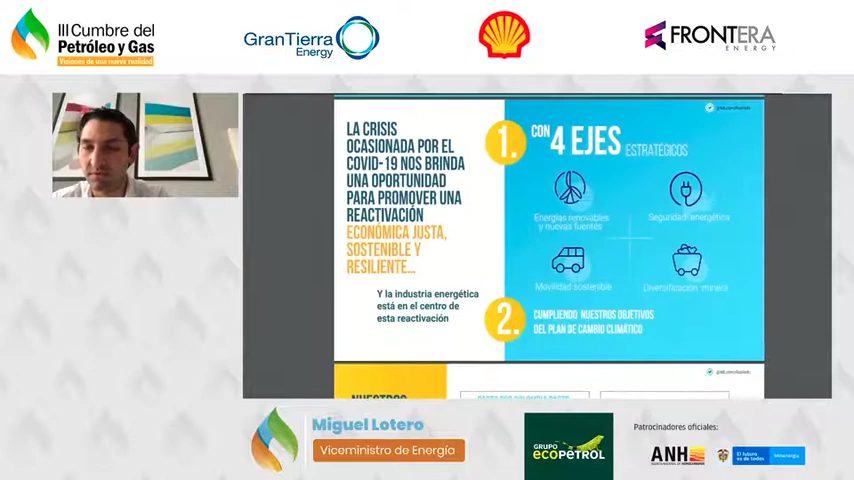 III Cumbre del
Petróleo y Gas
Visiones de una nueva realidad
GranTierra
Energy
FRONTERA
ENERGY
LA CRISIS
OCASIONADA POR EL
COVID-19 NOS BRINDA
UNA OPORTUNIDAD
PARA PROMOVER UNA
REACTIVACIÓN
ECONÓMICA JUSTA,
SOSTENIBLE Y
RESILIENTE...
Y la industria energética
está en el centro de
esta reactivación
1.
CON 4 EJES ESTRATÉGICOS
Energías renovables
y nuevas fuentes
Seguridad energética
Movilidad sostenible
Diversificación minera
2.
CUMPLIENDO NUESTROS OBJETIVOS
DEL PLAN DE CAMBIO CLIMÁTICO
NUESTROS
Miguel Lotero
Viceministro de Energía
GRUPO
ecopetrol
Patrocinadores oficiales:
ANH
El futuro
es de todos
Minenergía